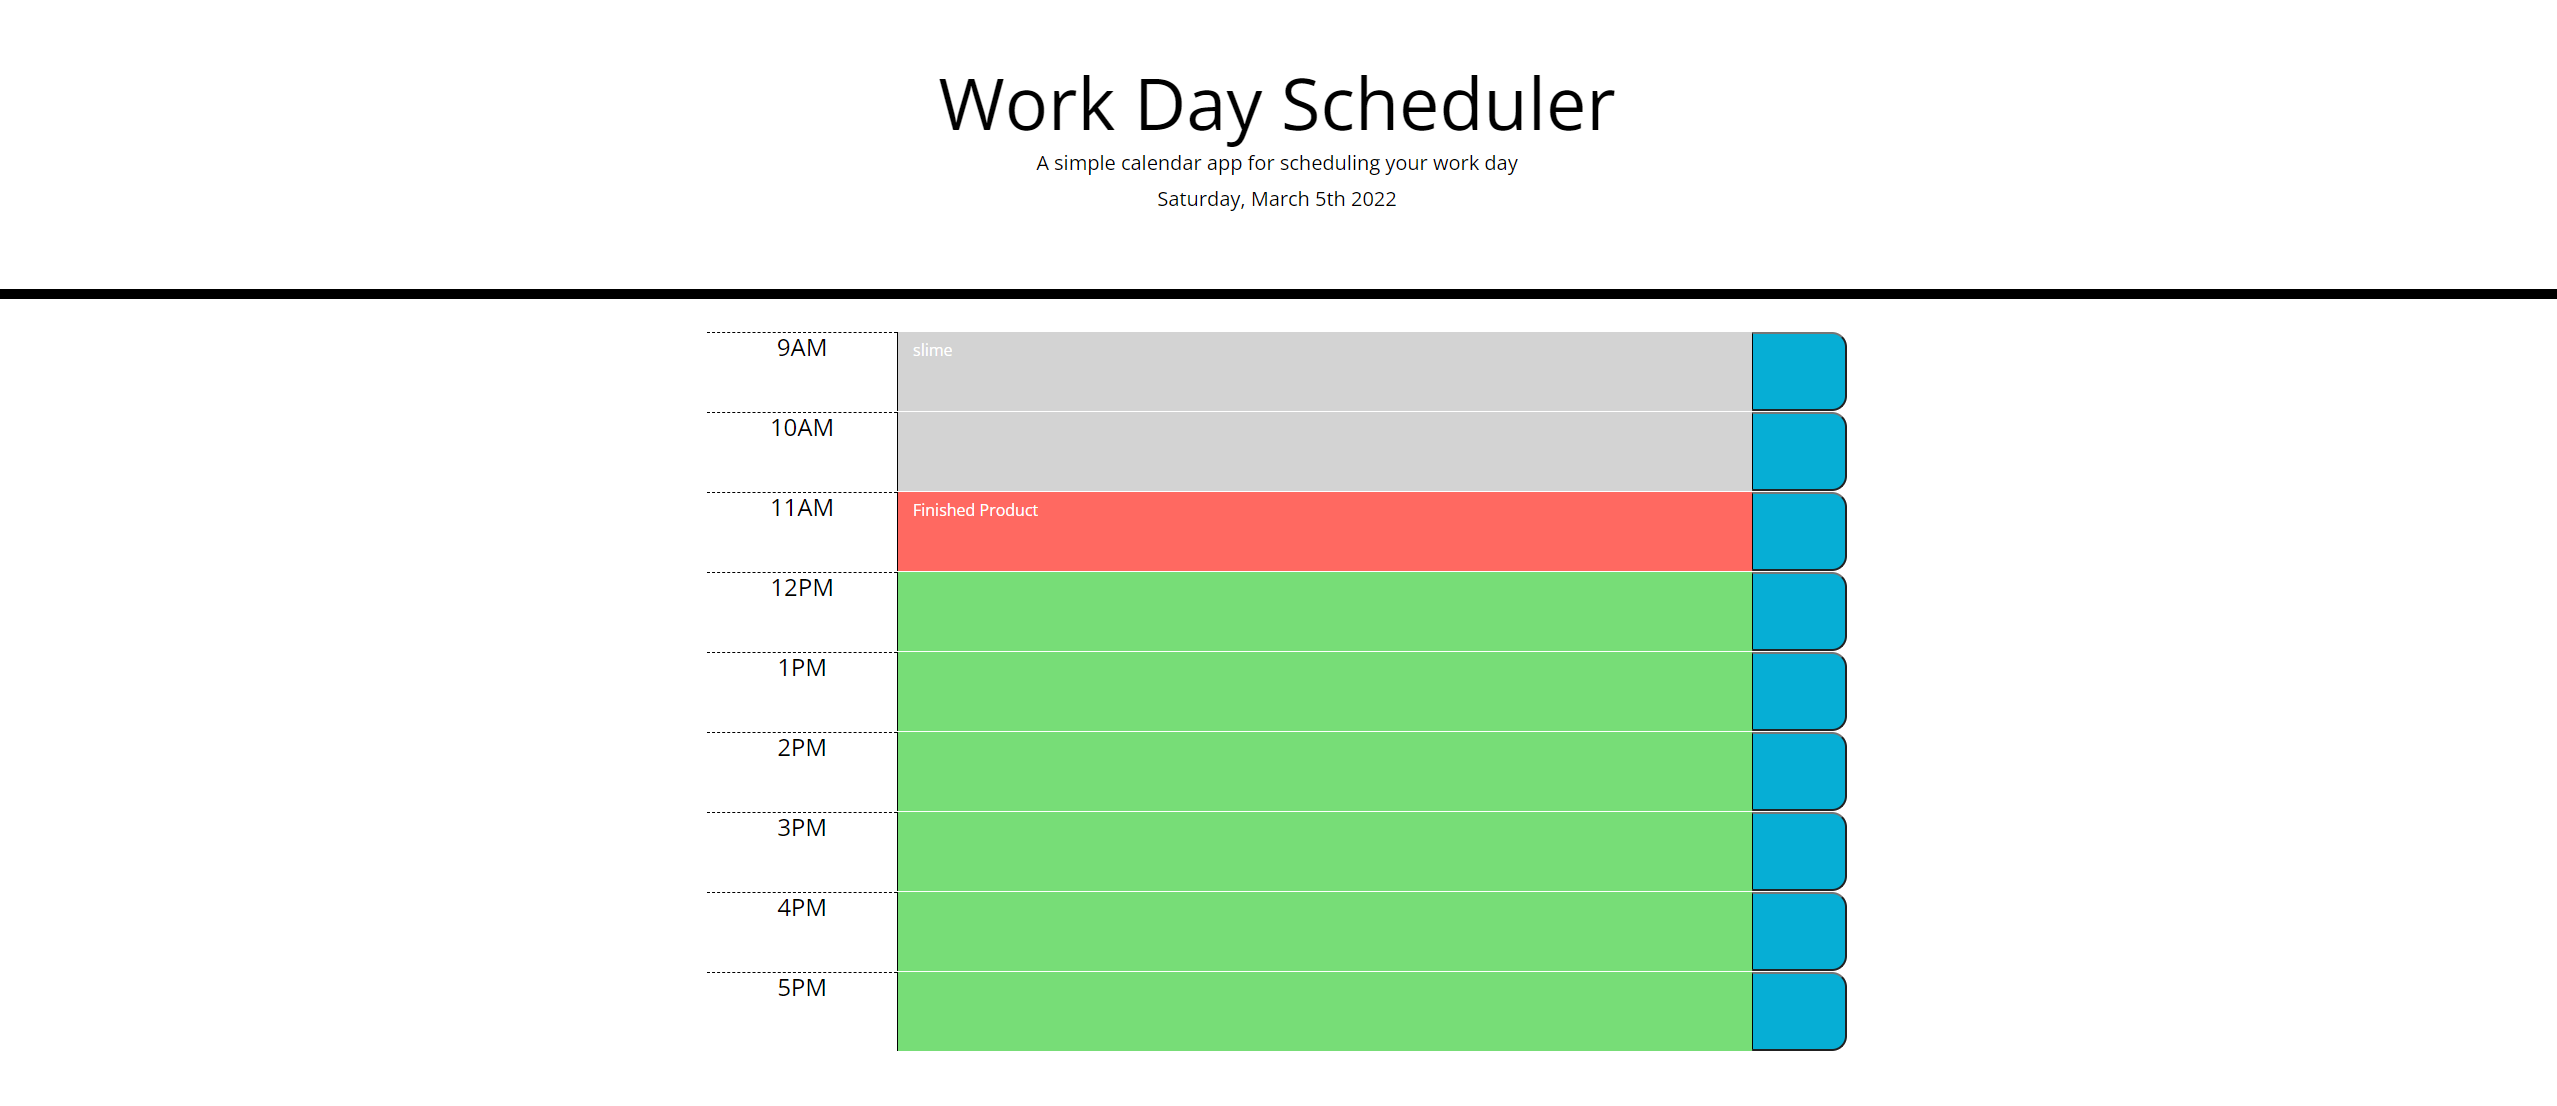 Work Day Scheduler
A simple calendar app for scheduling your work day
Saturday, March 5th 2022
9AM
slime
10AM
11AM
Finished Product
12PM
1PM
2PM
3PM
4PM
5PM